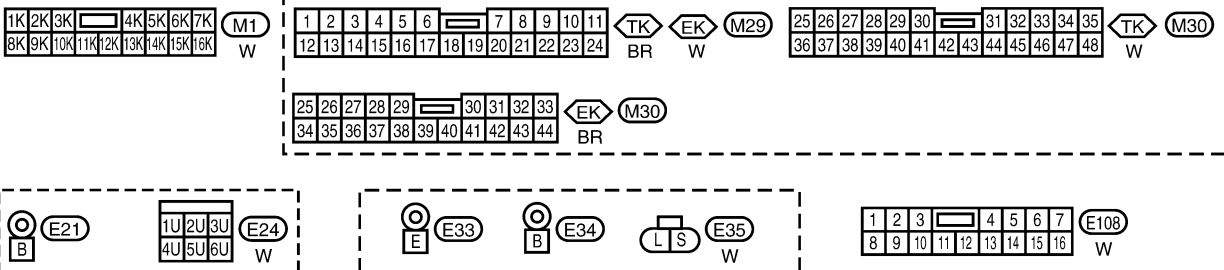 1K 2K 3K 4K 5K 6K 7K M1
8K 9K 10K 11K 12K 13K 14K 15K 16K W
1 2 3 4 5 6 7 8 9 10 11 TK EK M29
12 13 14 15 16 17 18 19 20 21 22 23 24 BR W
25 26 27 28 29 30 31 32 33 34 35 TK M30
36 37 38 39 40 41 42 43 44 45 46 47 48 W
25 26 27 28 29 30 31 32 33 EK M30
34 35 36 37 38 39 40 41 42 43 44 BR
B E21
1U 2U 3U E24
4U 5U 6U W
E E33
B E34
L S E35
W
1 2 3 4 5 6 7 E108
8 9 10 11 12 13 14 15 16 W